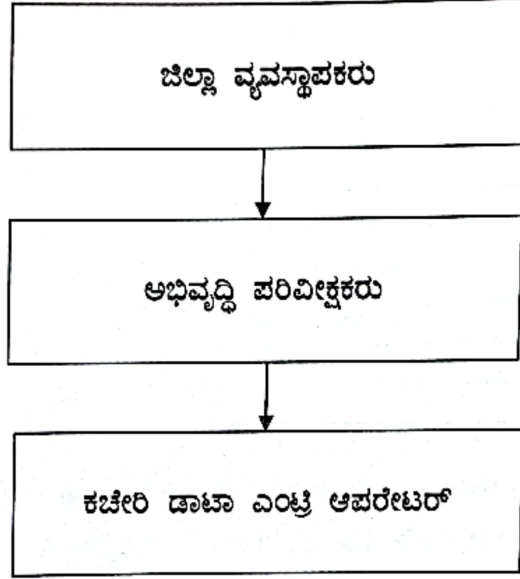 ಜಿಲ್ಲಾ ವ್ಯವಸ್ಥಾಪಕರು
ಅಭಿವೃದ್ಧಿ ಪರಿವೀಕ್ಷಕರು
ಕಚೇರಿ ಡಾಟಾ ಎಂಟ್ರಿ ಆಪರೇಟರ್